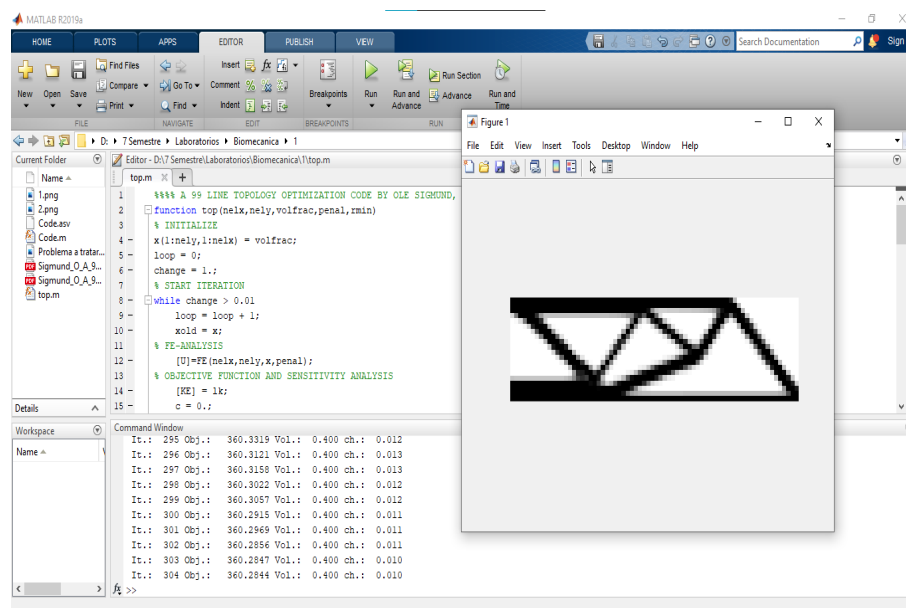 MATLAB R2019a
HOME PLOTS APPS EDITOR PUBLISH VIEW Search Documentation Sign
New Open Save Find Files Compare Print Go To Find Insert fx Comment Indent Breakpoints Run Run and Advance Run Section Advance Run and Time
FILE NAVIGATE EDIT BREAKPOINTS RUN
D: 7 Semestre Laboratorios Biomecanica 1
Current Folder
Name
1.png
2.png
Code.asv
Code.m
Problema a tratar...
Sigmund_O_A_9...
Sigmund_O_A_9...
top.m
Details
Workspace
Name
Editor - D:\7 Semestre\Laboratorios\Biomecanica\1\top.m
top.m
1 %%%% A 99 LINE TOPOLOGY OPTIMIZATION CODE BY OLE SIGMUND,
2 function top(nelx,nely,volfrac,penal,rmin)
3 % INITIALIZE
4 - x(1:nely,1:nelx) = volfrac;
5 - loop = 0;
6 - change = 1.;
7 % START ITERATION
8 - while change > 0.01
9 - loop = loop + 1;
10 - xold = x;
11 % FE-ANALYSIS
12 - [U]=FE(nelx,nely,x,penal);
13 % OBJECTIVE FUNCTION AND SENSITIVITY ANALYSIS
14 - [KE] = lk;
15 - c = 0.;
Command Window
It.: 295 Obj.: 360.3319 Vol.: 0.400 ch.: 0.012
It.: 296 Obj.: 360.3121 Vol.: 0.400 ch.: 0.013
It.: 297 Obj.: 360.3158 Vol.: 0.400 ch.: 0.013
It.: 298 Obj.: 360.3022 Vol.: 0.400 ch.: 0.012
It.: 299 Obj.: 360.3057 Vol.: 0.400 ch.: 0.012
It.: 300 Obj.: 360.2915 Vol.: 0.400 ch.: 0.011
It.: 301 Obj.: 360.2969 Vol.: 0.400 ch.: 0.011
It.: 302 Obj.: 360.2856 Vol.: 0.400 ch.: 0.011
It.: 303 Obj.: 360.2847 Vol.: 0.400 ch.: 0.010
It.: 304 Obj.: 360.2844 Vol.: 0.400 ch.: 0.010
fx >>
Figure 1
File Edit View Insert Tools Desktop Window Help